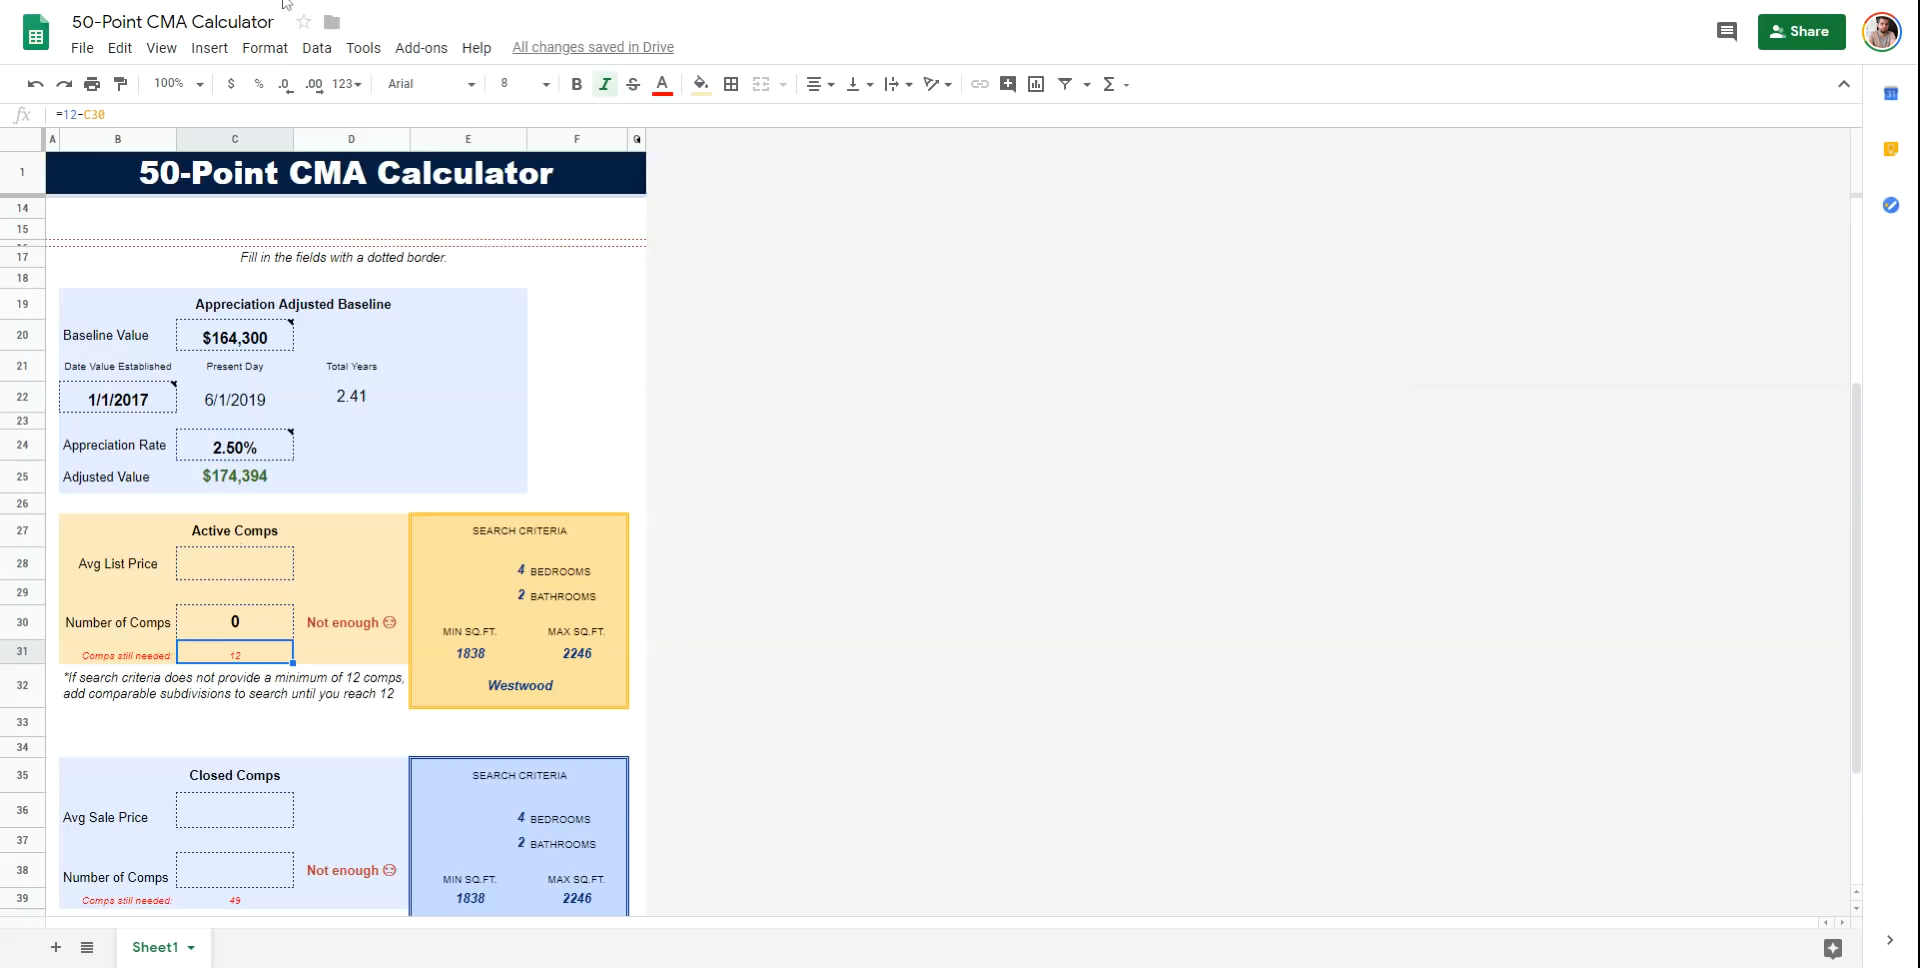 50-Point CMA Calculator
File Edit View Insert Format Data Tools Add-ons Help All changes saved in Drive
Share
100% $ % .0 .00 123 Arial 8 B I S A Σ
31
fx =12-C30
A B C D E F G
1 50-Point CMA Calculator
14
15
17 Fill in the fields with a dotted border.
18
19 Appreciation Adjusted Baseline
20 Baseline Value $164,300
21 Date Value Established Present Day Total Years
22 1/1/2017 6/1/2019 2.41
23
24 Appreciation Rate 2.50%
25 Adjusted Value $174,394
26
27 Active Comps SEARCH CRITERIA
28 Avg List Price 4 BEDROOMS
29 2 BATHROOMS
30 Number of Comps 0 Not enough ☹ MIN SQ.FT. MAX SQ.FT.
31 Comps still needed: 12 1838 2246
32 *If search criteria does not provide a minimum of 12 comps,
add comparable subdivisions to search until you reach 12
Westwood
33
34
35 Closed Comps SEARCH CRITERIA
36 Avg Sale Price 4 BEDROOMS
37 2 BATHROOMS
38 Number of Comps Not enough ☹ MIN SQ.FT. MAX SQ.FT.
39 Comps still needed: 49 1838 2246
+ Sheet1